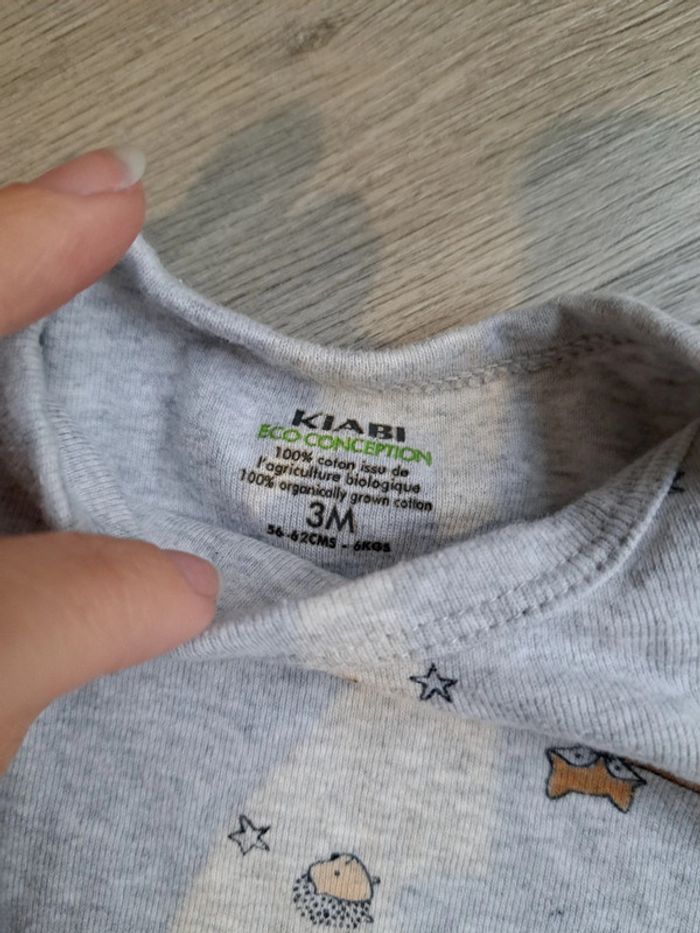 KIABI
ECO CONCEPTION
100% coton issu de
l'agriculture biologique
100% organically grown cotton
3M
56-62CMS - 6KGS